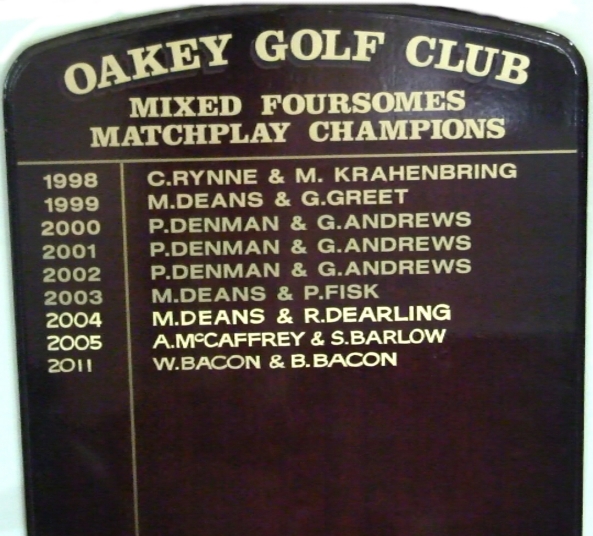 OAKEY GOLF CLUB
MIXED FOURSOMES
MATCHPLAY CHAMPIONS
1998 C.RYNNE & M. KRAHENBRING
1999 M.DEANS & G.GREET
2000 P.DENMAN & G.ANDREWS
2001 P.DENMAN & G.ANDREWS
2002 P.DENMAN & G.ANDREWS
2003 M.DEANS & P.FISK
2004 M.DEANS & R.DEARLING
2005 A.McCAFFREY & S.BARLOW
2011 W.BACON & B.BACON